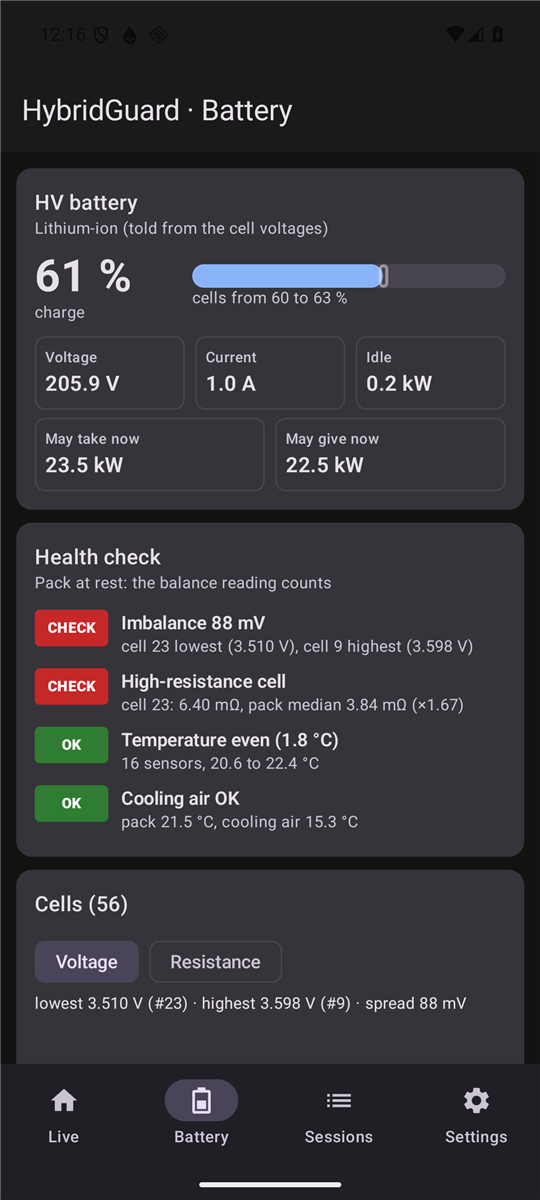 12:16
HybridGuard · Battery
HV battery
Lithium-ion (told from the cell voltages)
61 %
charge
cells from 60 to 63 %
Voltage
205.9 V
Current
1.0 A
Idle
0.2 kW
May take now
23.5 kW
May give now
22.5 kW
Health check
Pack at rest: the balance reading counts
CHECK
Imbalance 88 mV
cell 23 lowest (3.510 V), cell 9 highest (3.598 V)
CHECK
High-resistance cell
cell 23: 6.40 mΩ, pack median 3.84 mΩ (×1.67)
OK
Temperature even (1.8 °C)
16 sensors, 20.6 to 22.4 °C
OK
Cooling air OK
pack 21.5 °C, cooling air 15.3 °C
Cells (56)
Voltage
Resistance
lowest 3.510 V (#23) · highest 3.598 V (#9) · spread 88 mV
Live
Battery
Sessions
Settings